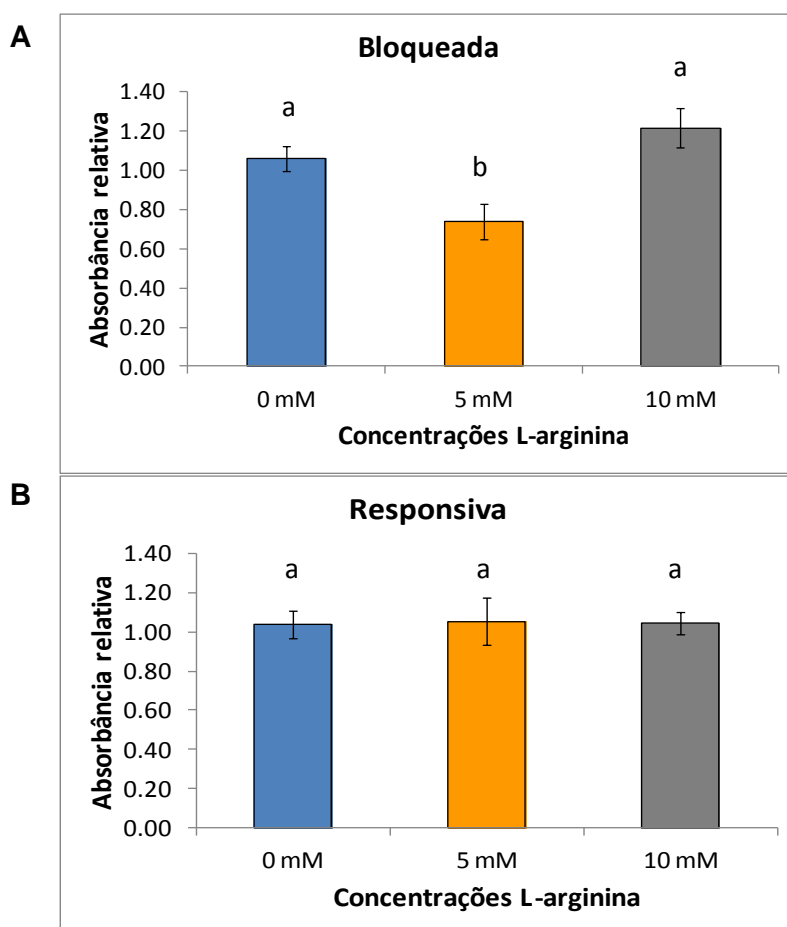 A
Bloqueada
Absorbância relativa
1.40
1.20
1.00
0.80
0.60
0.40
0.20
0.00
a
b
a
0 mM 5 mM 10 mM
Concentrações L-arginina
B
Responsiva
Absorbância relativa
1.40
1.20
1.00
0.80
0.60
0.40
0.20
0.00
a a a
0 mM 5 mM 10 mM
Concentrações L-arginina